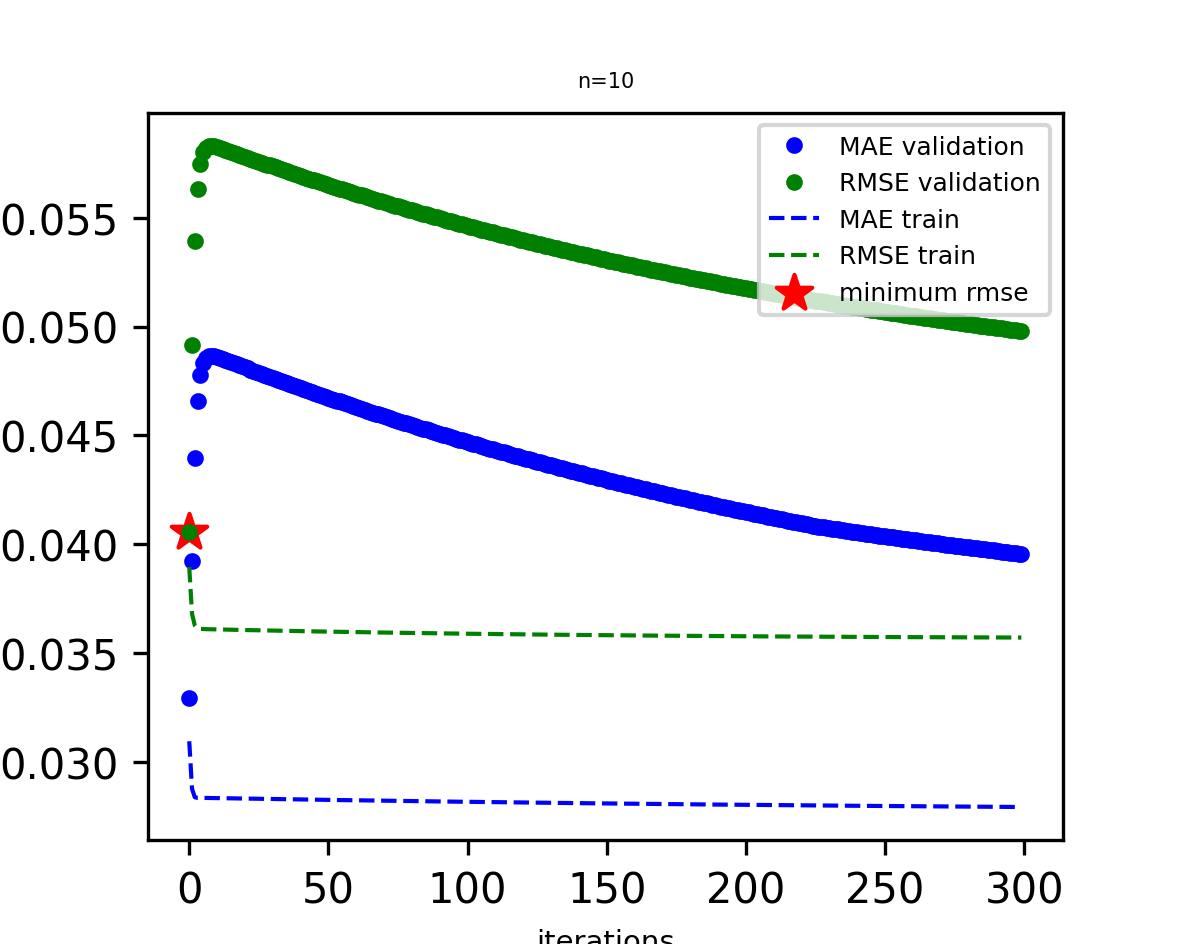 n=10
MAE validation
RMSE validation
MAE train
RMSE train
minimum rmse
0.055
0.050
0.045
0.040
0.035
0.030
0 50 100 150 200 250 300
iterations